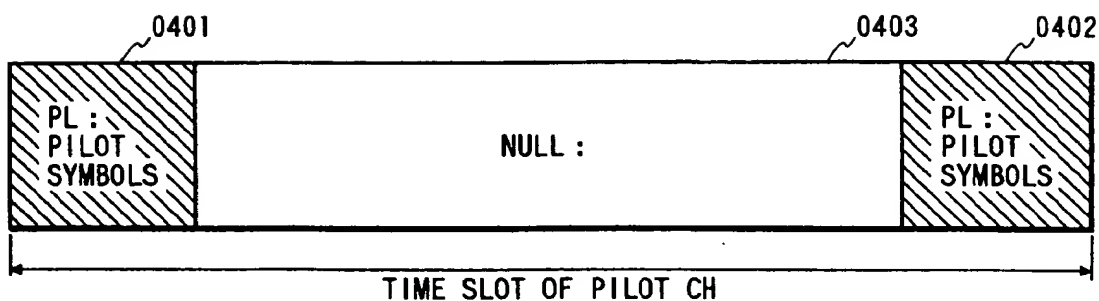 0401
0403
0402
PL :
PILOT
SYMBOLS
NULL :
PL :
PILOT
SYMBOLS
TIME SLOT OF PILOT CH